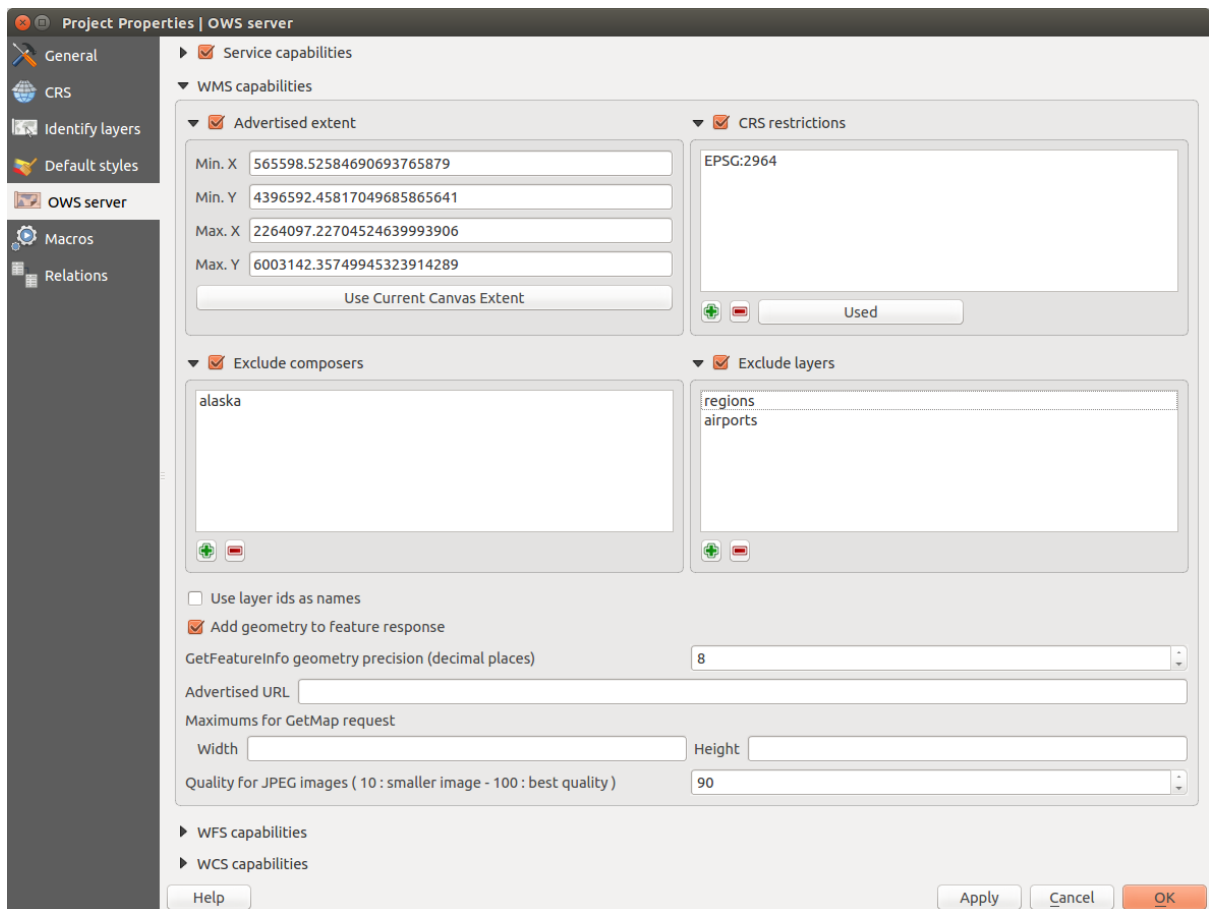 Project Properties | OWS server
General
CRS
Identify layers
Default styles
OWS server
Macros
Relations
Service capabilities
WMS capabilities
Advertised extent
Min. X 565598.52584690693765879
Min. Y 4396592.45817049685865641
Max. X 2264097.22704524639993906
Max. Y 6003142.35749945323914289
Use Current Canvas Extent
CRS restrictions
EPSG:2964
Used
Exclude composers
alaska
Exclude layers
regions
airports
Use layer ids as names
Add geometry to feature response
GetFeatureInfo geometry precision (decimal places) 8
Advertised URL
Maximums for GetMap request
Width Height
Quality for JPEG images ( 10 : smaller image - 100 : best quality ) 90
WFS capabilities
WCS capabilities
Help Apply Cancel OK